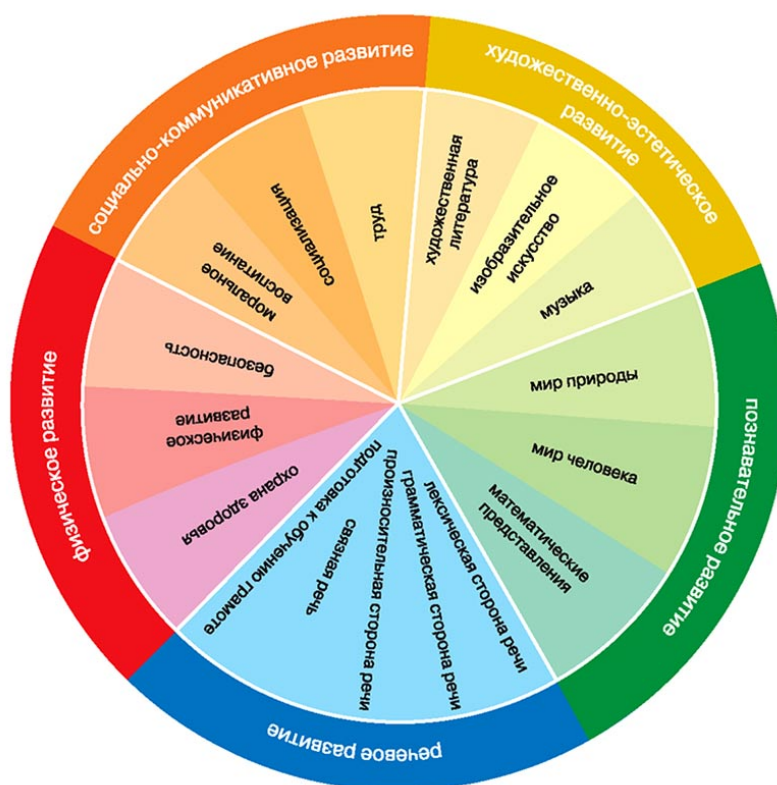 социально-коммуникативное развитие
художественно-эстетическое
развитие
познавательное развитие
речевое развитие
физическое развитие
моральное
воспитание
социализация
труд
художественная
литература
изобразительное
искусство
музыка
мир природы
мир человека
математические
представления
лексическая сторона речи
грамматическая сторона речи
произносительная сторона речи
связная речь
подготовка к обучению грамоте
охрана здоровья
физическое
развитие
безопасность